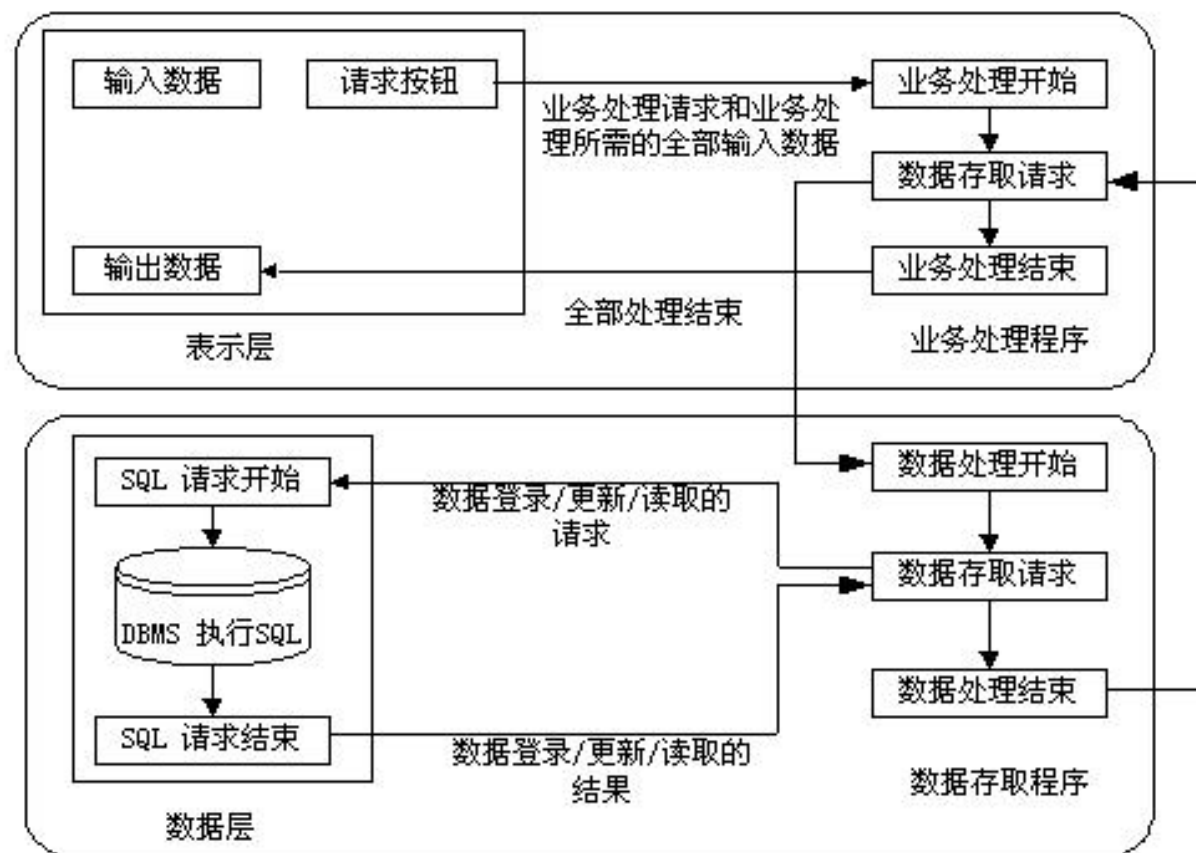 输入数据
请求按钮
业务处理开始
业务处理请求和业务处
理所需的全部输入数据
数据存取请求
输出数据
业务处理结束
全部处理结束
表示层
业务处理程序
SQL 请求开始
数据处理开始
数据登录/更新/读取的
请求
数据存取请求
DBMS 执行SQL
数据处理结束
SQL 请求结束
数据登录/更新/读取的
结果
数据存取程序
数据层